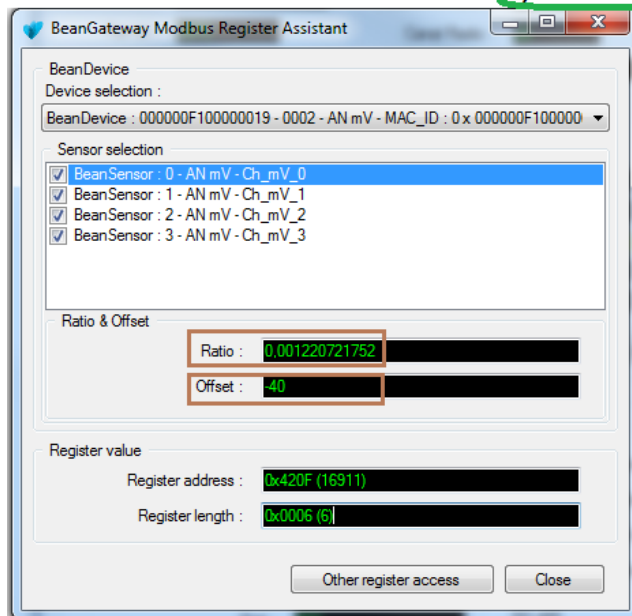 BeanGateway Modbus Register Assistant
BeanDevice
Device selection :
BeanDevice : 000000F100000019 - 0002 - AN mV - MAC_ID : 0 x 000000F100000
Sensor selection
BeanSensor : 0 - AN mV - Ch_mV_0
BeanSensor : 1 - AN mV - Ch_mV_1
BeanSensor : 2 - AN mV - Ch_mV_2
BeanSensor : 3 - AN mV - Ch_mV_3
Ratio & Offset
Ratio : 0,001220721752
Offset : -40
Register value
Register address : 0x420F (16911)
Register length : 0x0006 (6)
Other register access Close